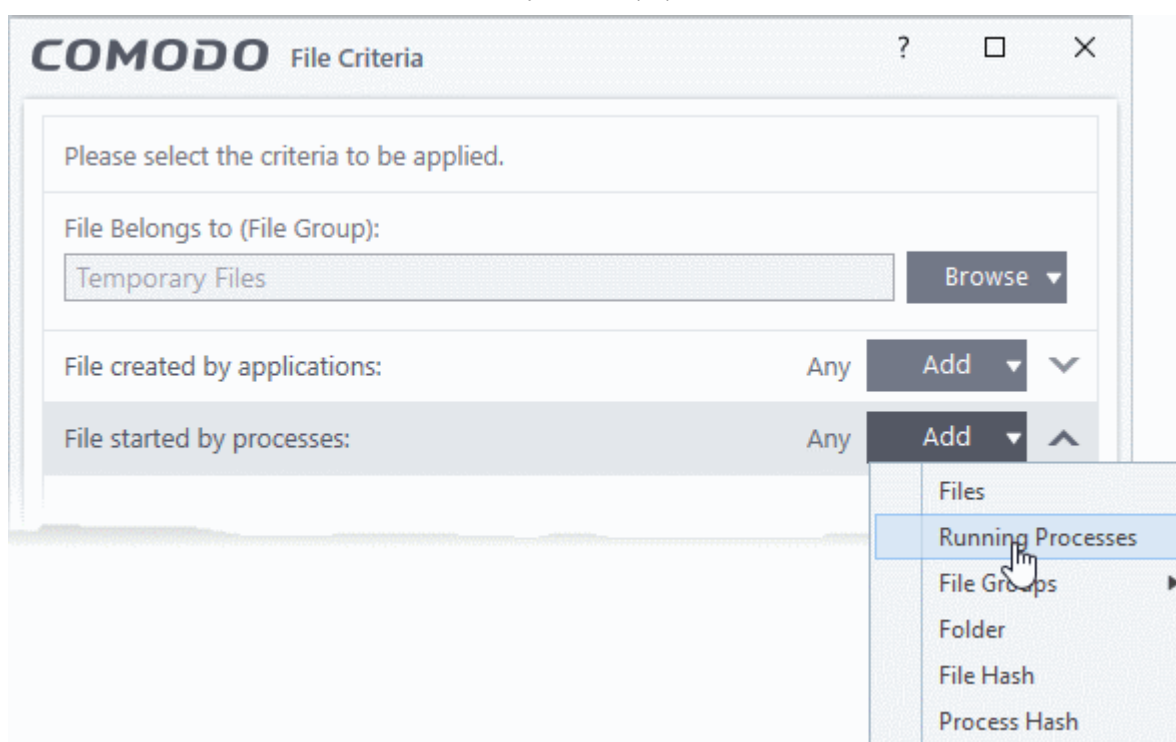 COMODO File Criteria ?
Please select the criteria to be applied.
File Belongs to (File Group):
Temporary Files Browse
File created by applications: Any Add
File started by processes: Any Add
Files
Running Processes
File Groups
Folder
File Hash
Process Hash